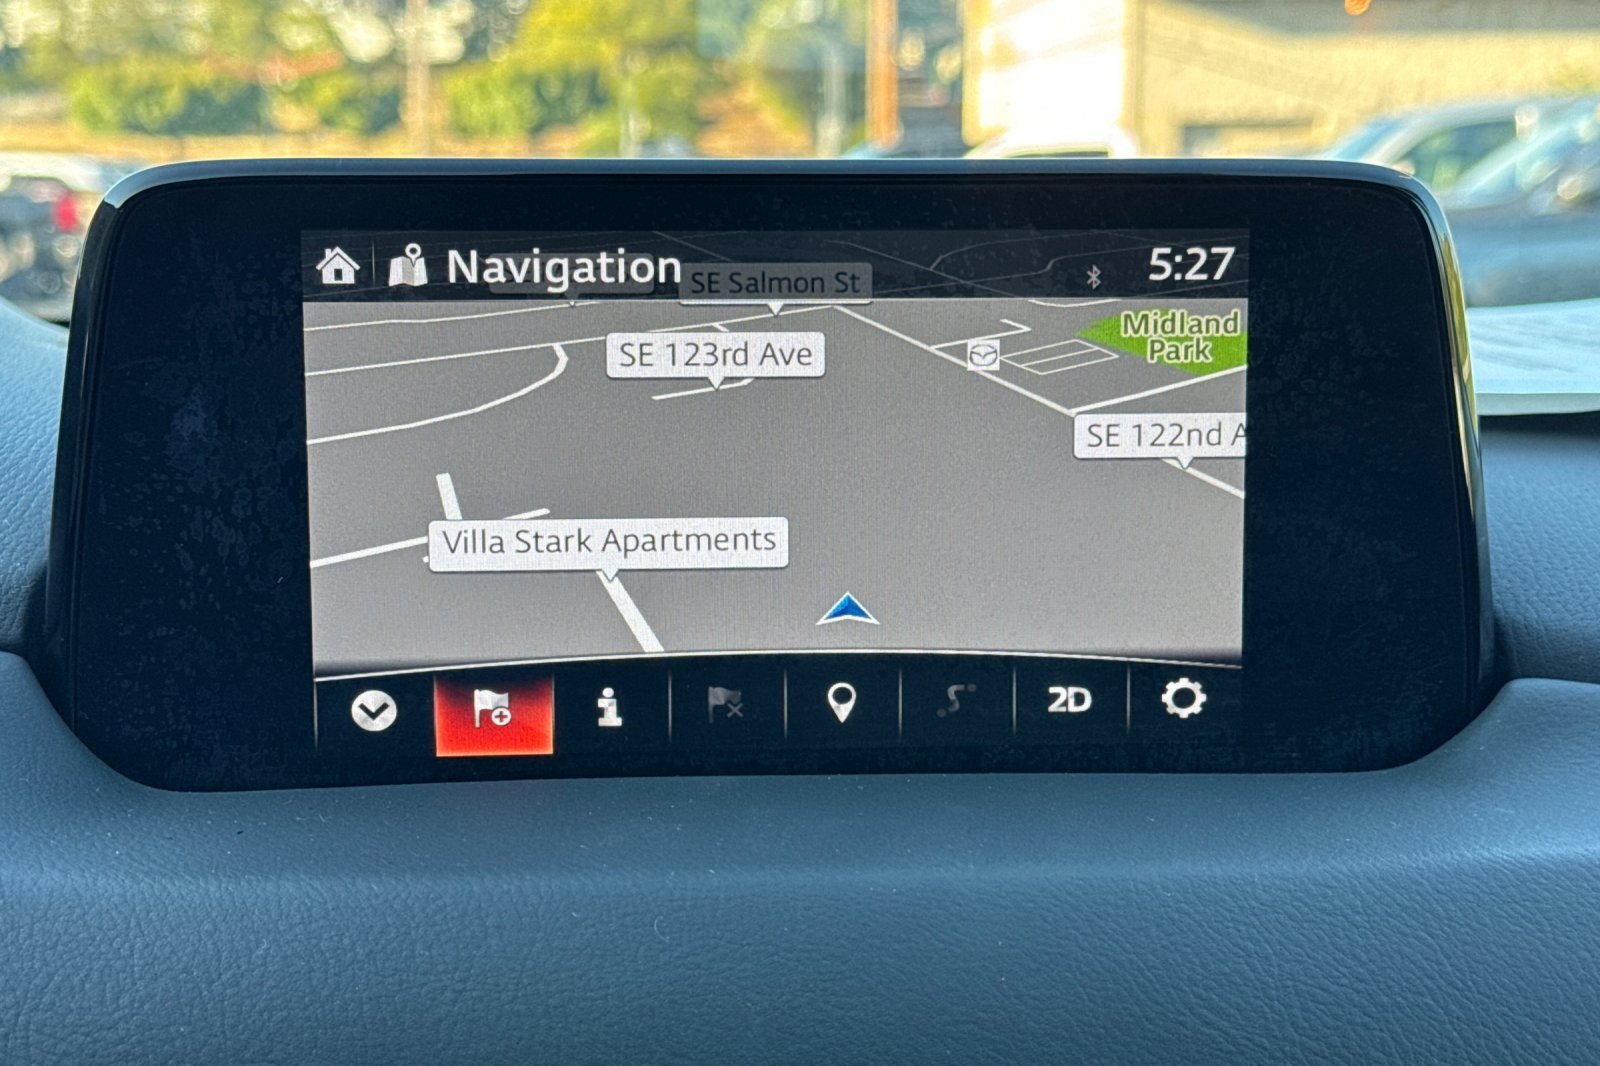 Navigation
5:27
SE Salmon St
Midland
Park
SE 123rd Ave
SE 122nd A
Villa Stark Apartments
2D